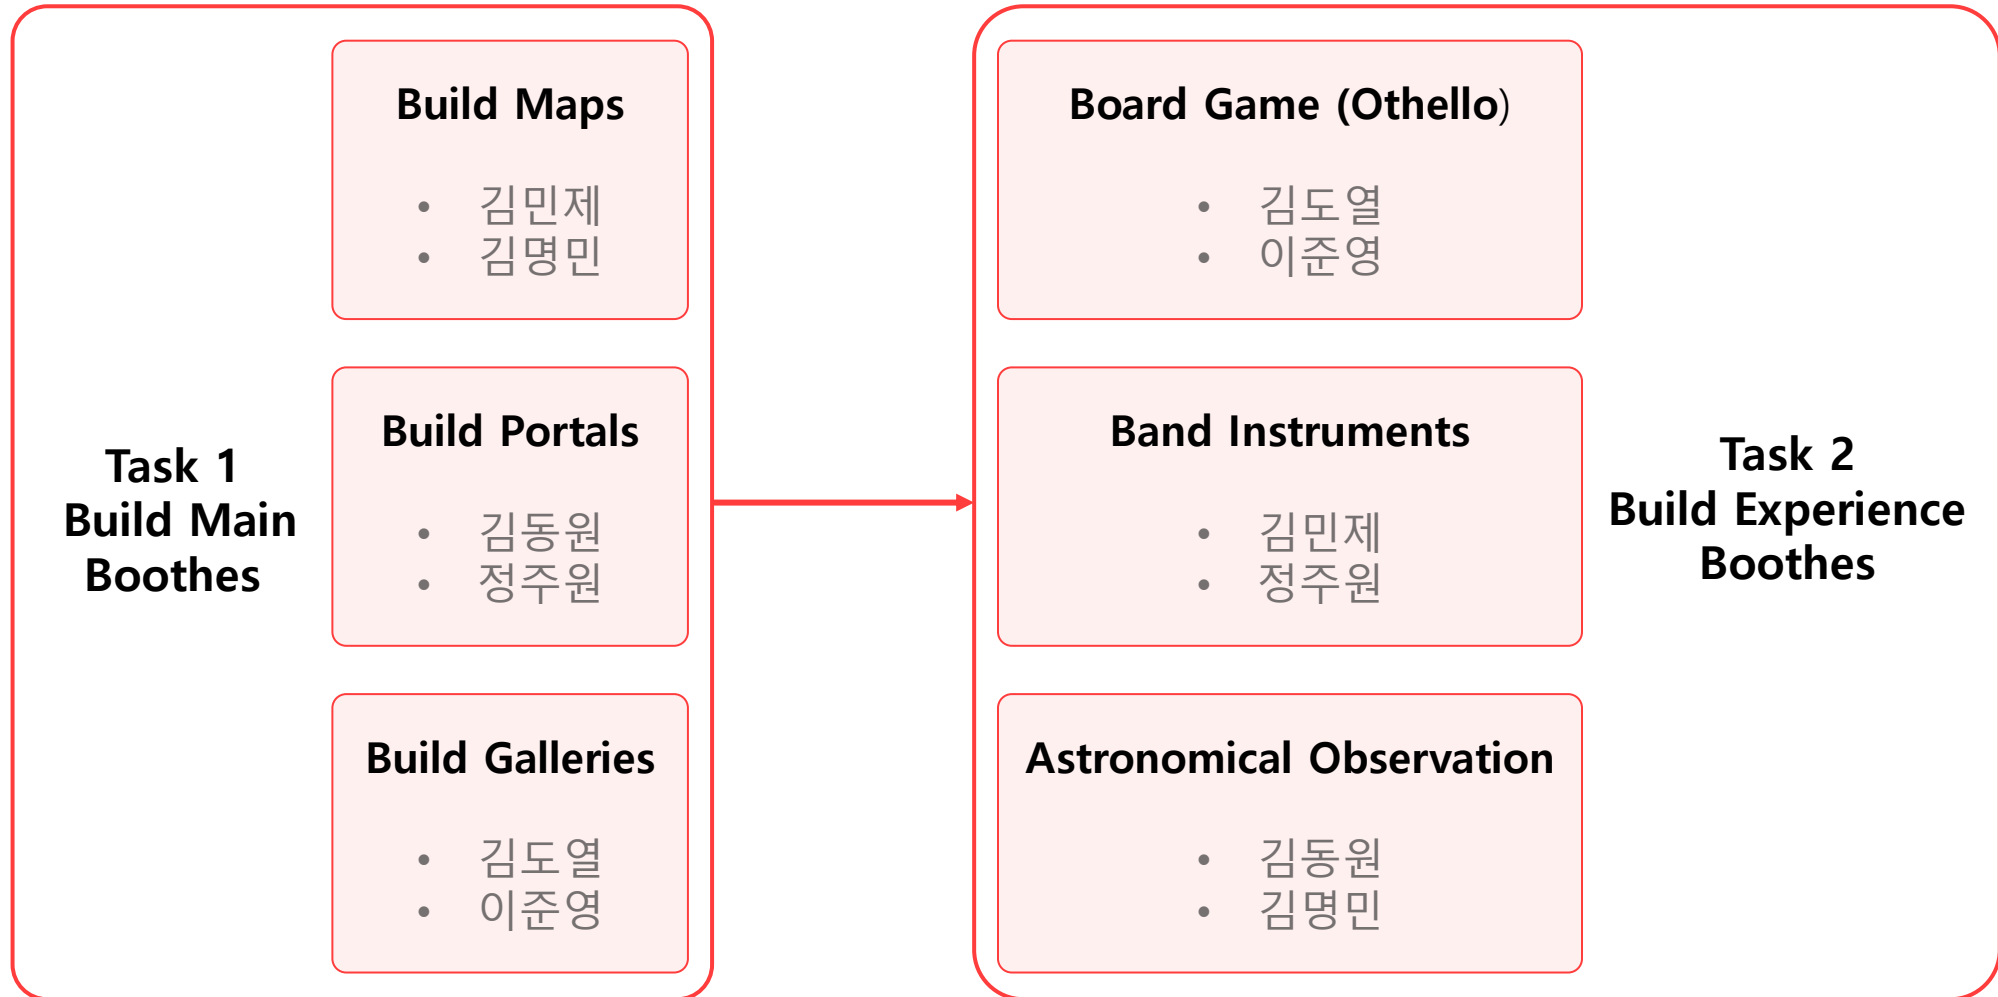 Task 1
Build Main
Boothes
Build Maps
• 김민제
• 김명민
Build Portals
• 김동원
• 정주원
Build Galleries
• 김도열
• 이준영
Board Game (Othello)
• 김도열
• 이준영
Band Instruments
• 김민제
• 정주원
Astronomical Observation
• 김동원
• 김명민
Task 2
Build Experience
Boothes